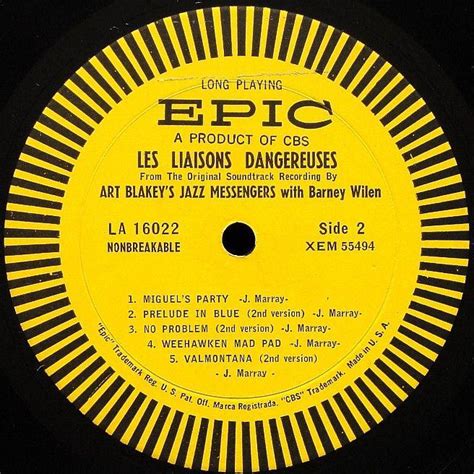 LONG PLAYING
EPIC
A PRODUCT OF CBS
LES LIAISONS DANGEREUSES
From The Original Soundtrack Recording By
ART BLAKEY'S JAZZ MESSENGERS with Barney Wilen
LA 16022 Side 2
NONBREAKABLE XEM 55494
1. MIGUEL'S PARTY -J. Marray-
2. PRELUDE IN BLUE (2nd version) -J. Marray-
3. NO PROBLEM (2nd version) -J. Marray-
4. WEEHAWKEN MAD PAD -J. Marray-
5. VALMONTANA (2nd version)
- J. Marray -
"Epic" Trademark Reg. U. S. Pat. Off. Marca Registrada. "CBS" Trademark. Made in U. S. A.